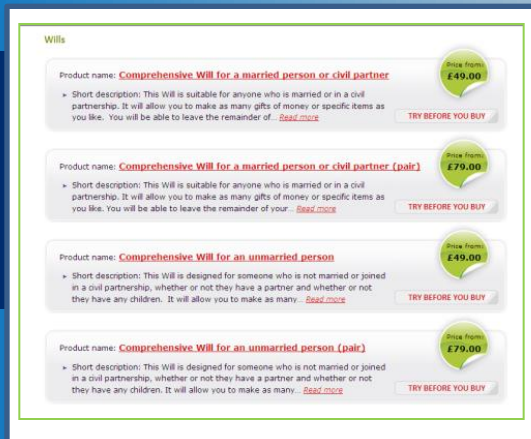 Wills
Product name: Comprehensive Will for a married person or civil partner
Price from:
£49.00
▸ Short description: This Will is suitable for anyone who is married or in a civil
partnership. It will allow you to make as many gifts of money or specific items as
you like. You will be able to leave the remainder of... Read more
TRY BEFORE YOU BUY
Product name: Comprehensive Will for a married person or civil partner (pair)
Price from:
£79.00
▸ Short description: This Will is suitable for anyone who is married or in a civil
partnership. It will allow you to make as many gifts of money or specific items as
you like. You will be able to leave the remainder of your... Read more
TRY BEFORE YOU BUY
Product name: Comprehensive Will for an unmarried person
Price from:
£49.00
▸ Short description: This Will is designed for someone who is not married or joined
in a civil partnership, whether or not they have a partner and whether or not
they have any children. It will allow you to make as many... Read more
TRY BEFORE YOU BUY
Product name: Comprehensive Will for an unmarried person (pair)
Price from:
£79.00
▸ Short description: This Will is designed for someone who is not married or joined
in a civil partnership, whether or not they have a partner and whether or not
they have any children. It will allow you to make as many... Read more
TRY BEFORE YOU BUY